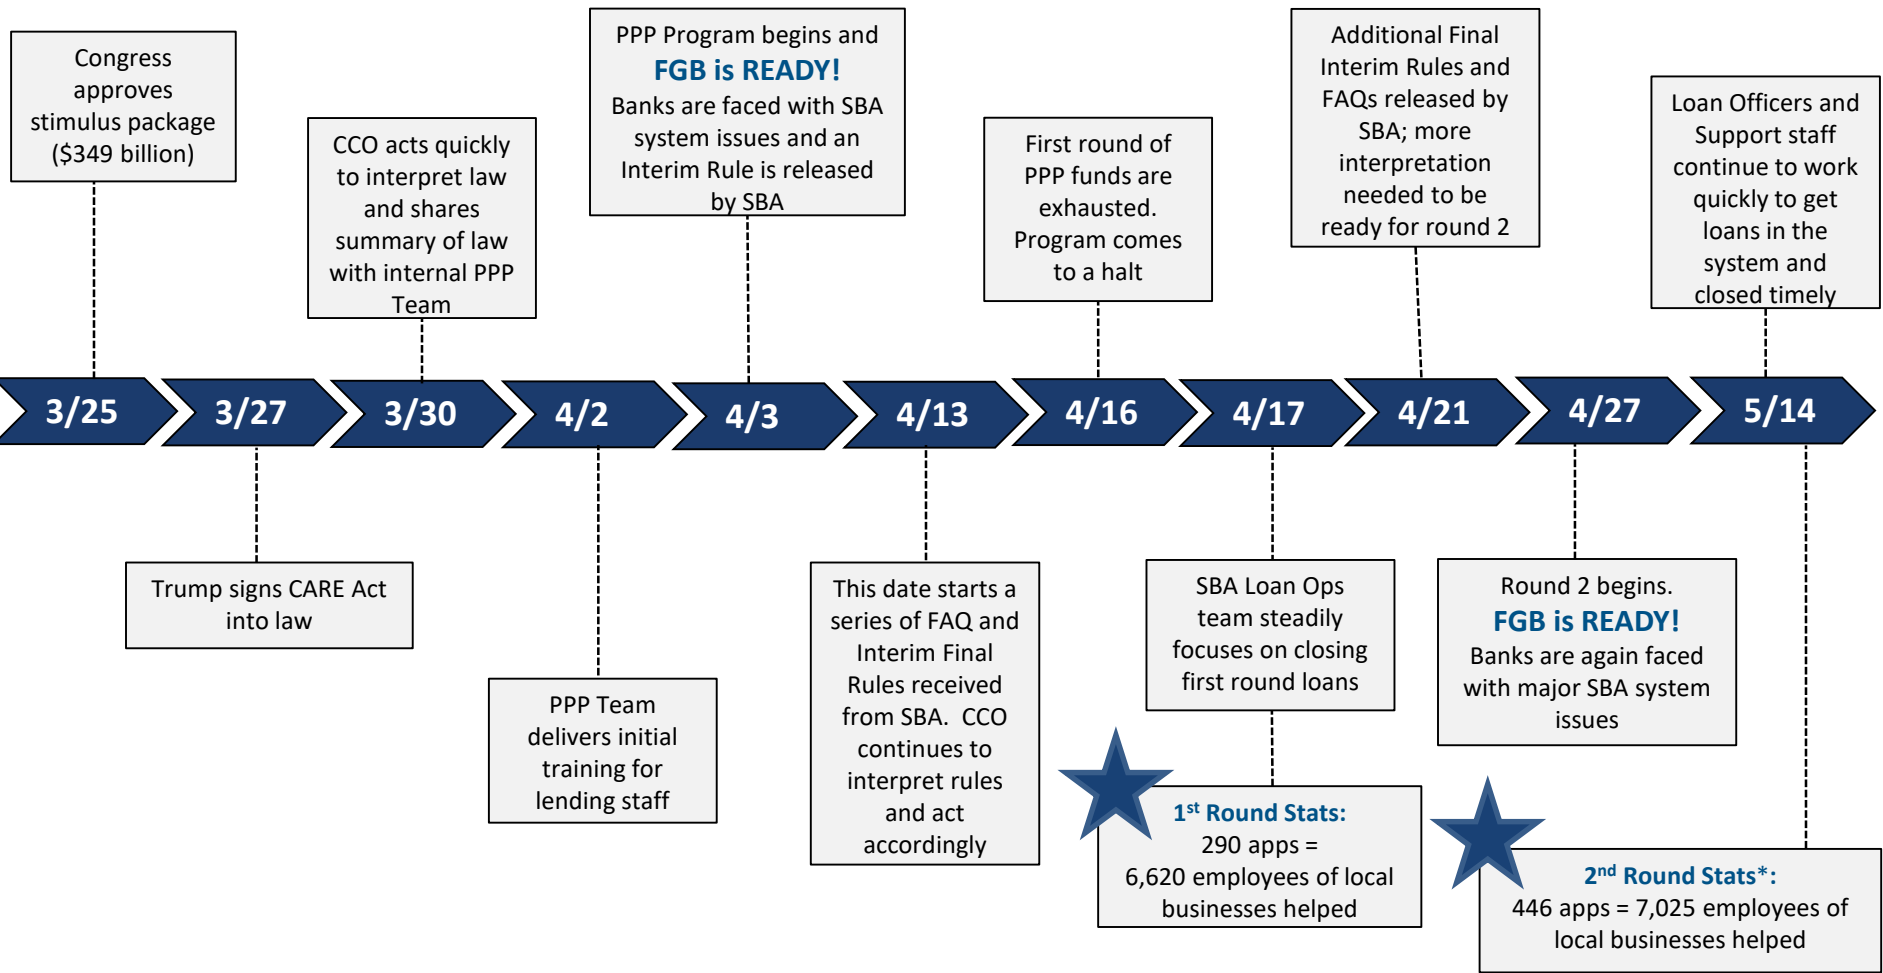 Congress
approves
stimulus package
($349 billion)
CCO acts quickly
to interpret law
and shares
summary of law
with internal PPP
Team
PPP Program begins and
FGB is READY!
Banks are faced with SBA
system issues and an
Interim Rule is released
by SBA
First round of
PPP funds are
exhausted.
Program comes
to a halt
Additional Final
Interim Rules and
FAQs released by
SBA; more
interpretation
needed to be
ready for round 2
Loan Officers and
Support staff
continue to work
quickly to get
loans in the
system and
closed timely
3/25
3/27
3/30
4/2
4/3
4/13
4/16
4/17
4/21
4/27
5/14
Trump signs CARE Act
into law
PPP Team
delivers initial
training for
lending staff
This date starts a
series of FAQ and
Interim Final
Rules received
from SBA.  CCO
continues to
interpret rules
and act
accordingly
SBA Loan Ops
team steadily
focuses on closing
first round loans
1st Round Stats:
290 apps =
6,620 employees of local
businesses helped
Round 2 begins.
FGB is READY!
Banks are again faced
with major SBA system
issues
2nd Round Stats*:
446 apps = 7,025 employees of
local businesses helped